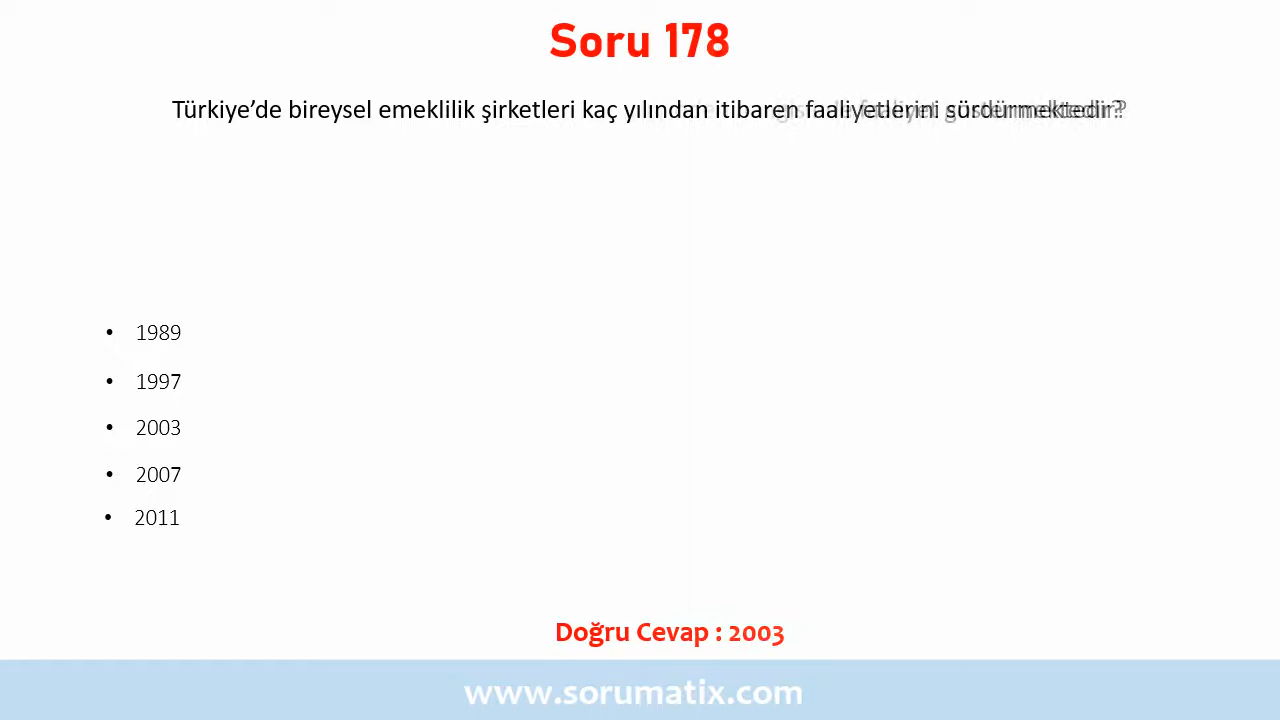 Soru 178
Türkiye’de bireysel emeklilik şirketleri kaç yılından itibaren faaliyetlerini sürdürmektedir?
• 1989
• 1997
• 2003
• 2007
• 2011
Doğru Cevap : 2003
www.sorumatix.com